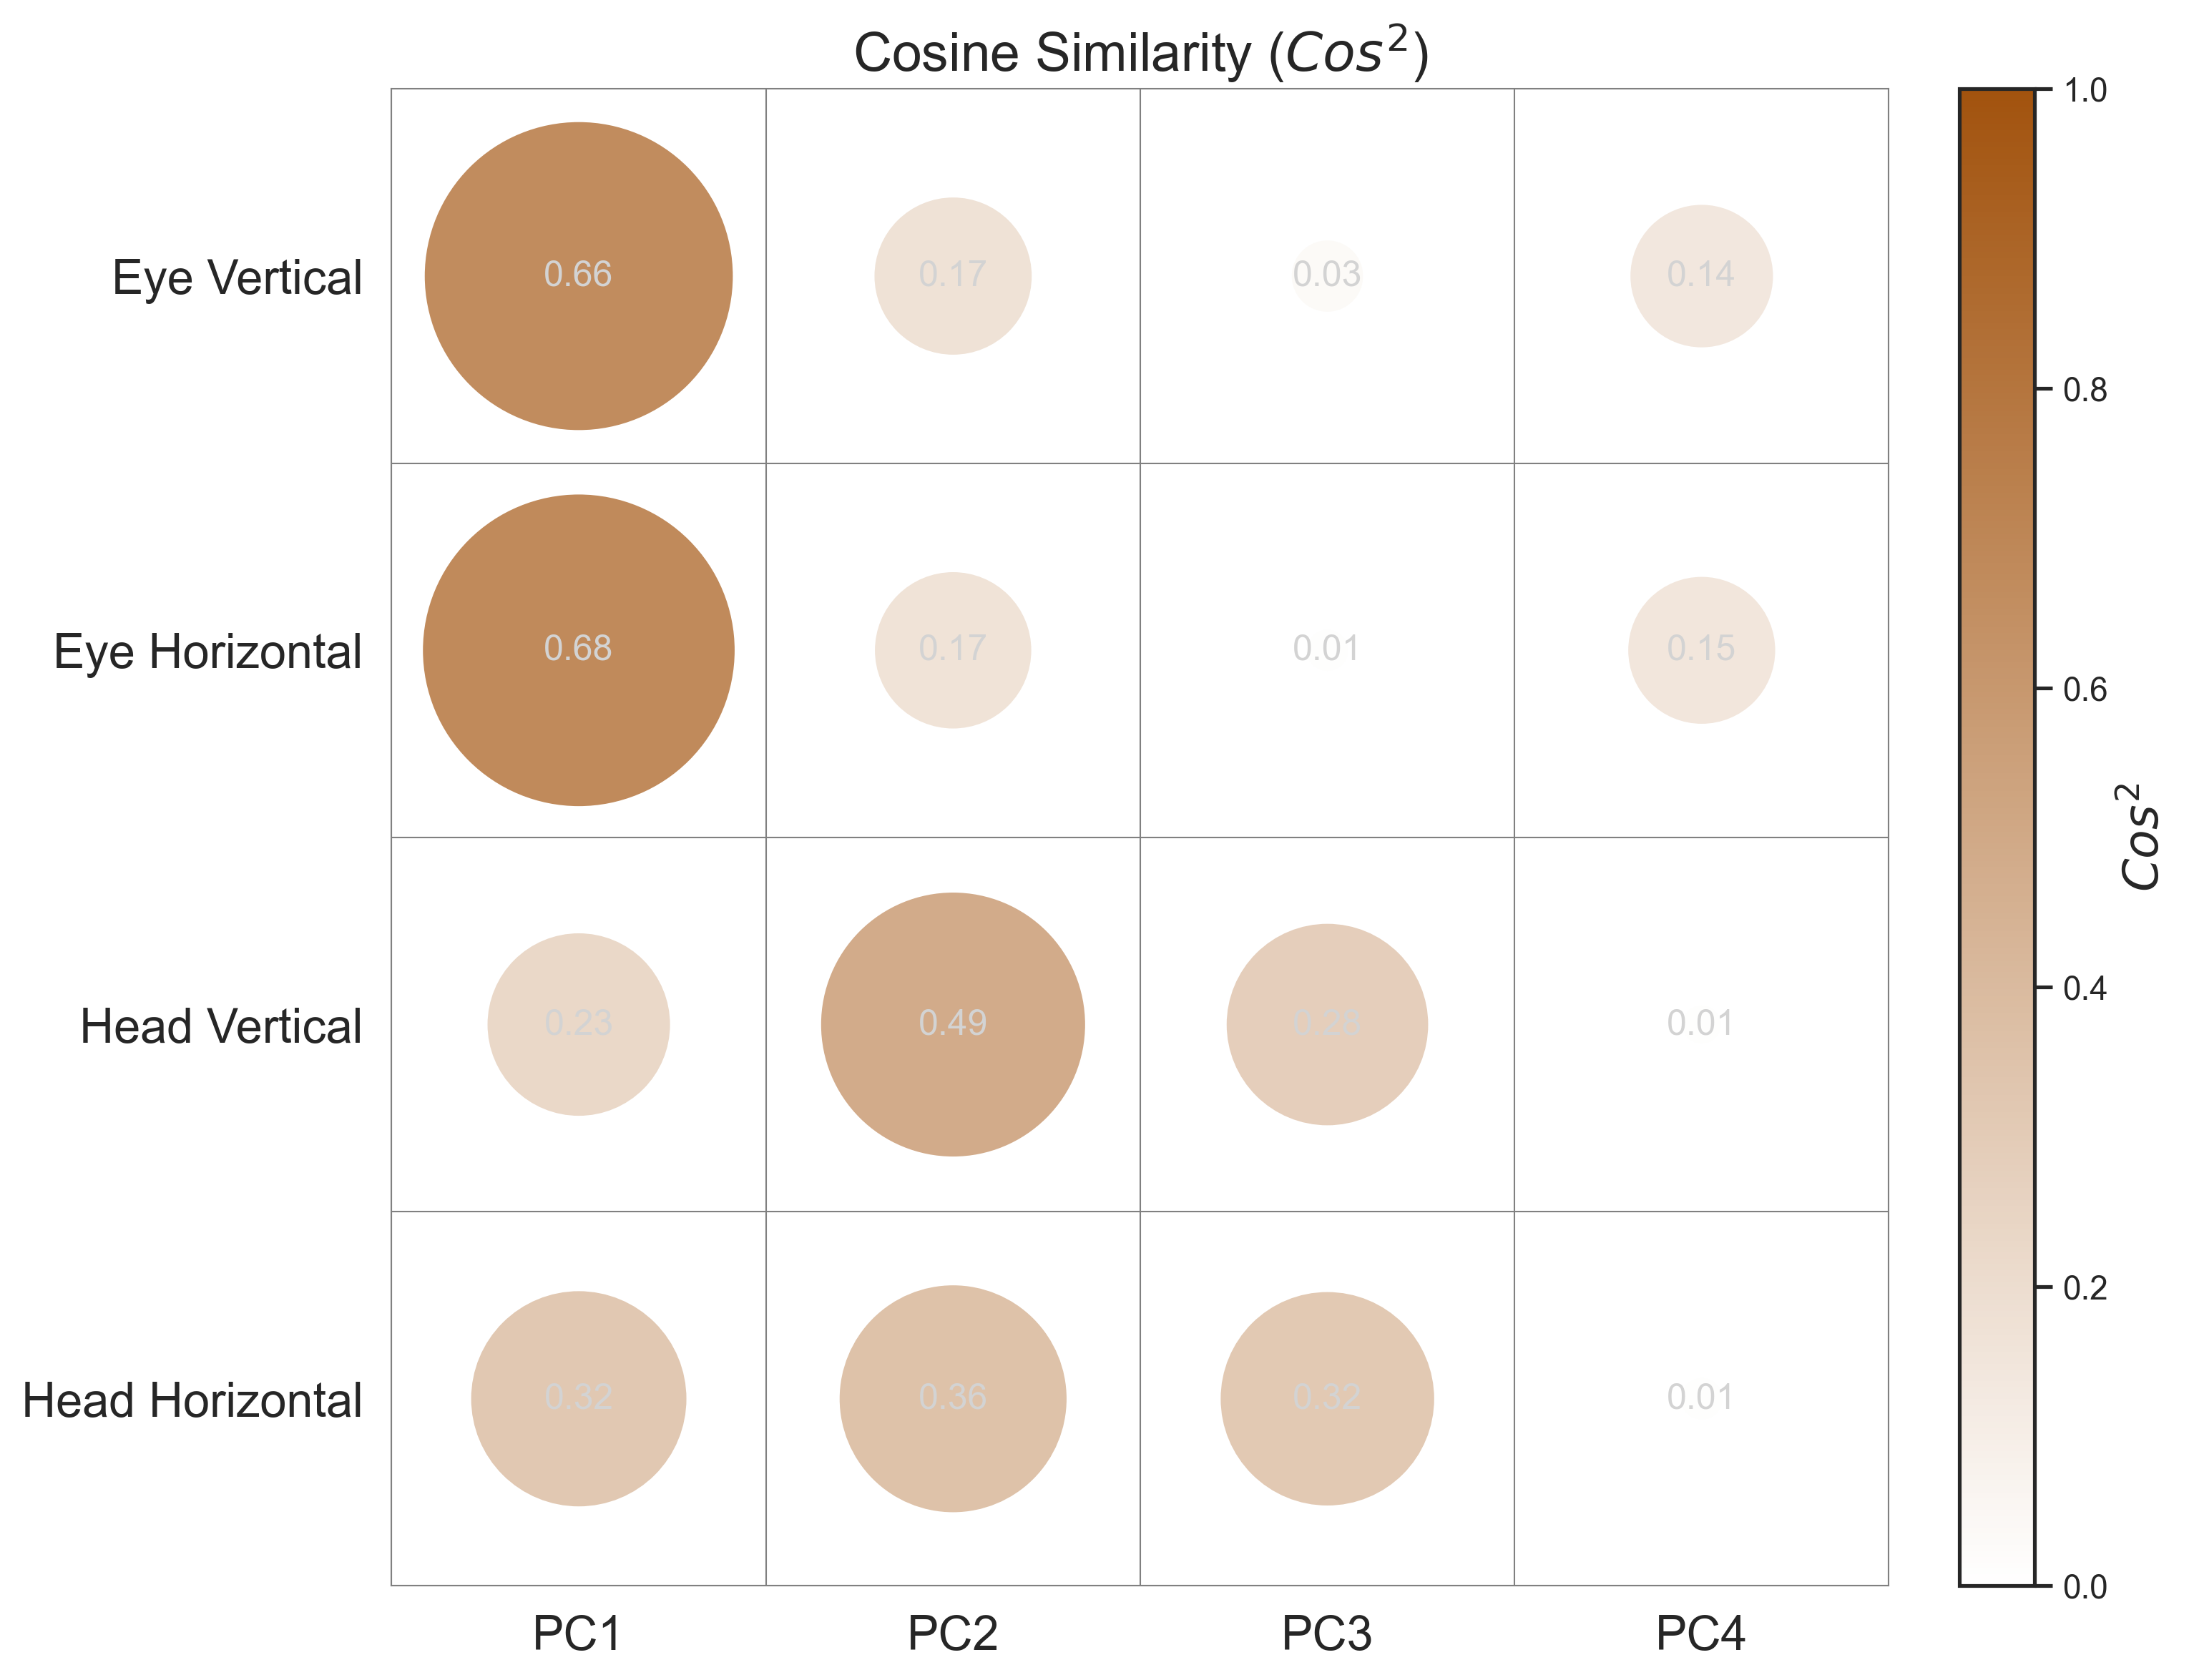 Cosine Similarity (Cos²)
Eye Vertical 0.66 0.17 0.03 0.14
Eye Horizontal 0.68 0.17 0.01 0.15
Head Vertical 0.23 0.49 0.28 0.01
Head Horizontal 0.32 0.36 0.32 0.01
PC1 PC2 PC3 PC4
1.0
0.8
0.6
0.4
0.2
0.0
Cos²